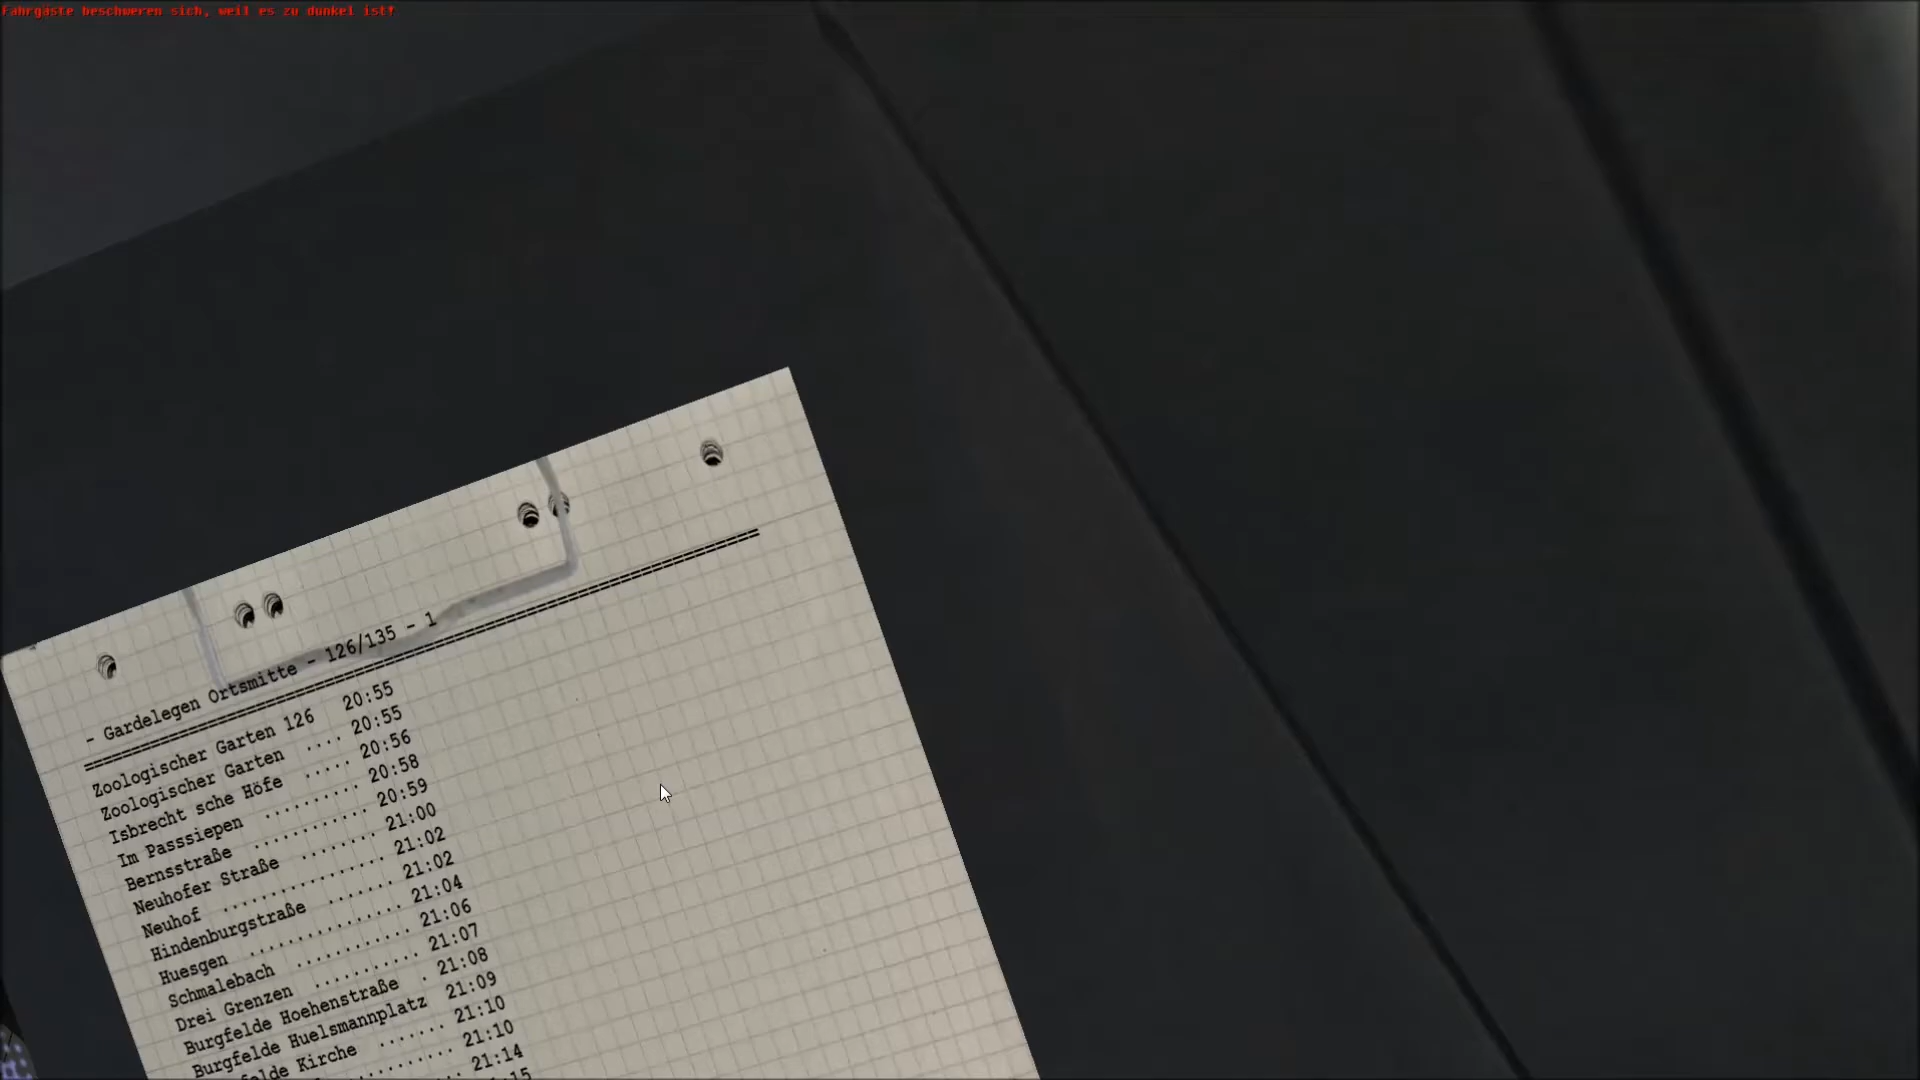 Fahrgäste beschweren sich, weil es zu dunkel ist!
- Gardelegen Ortsmitte - 126/135 - 1
Zoologischer Garten 126 20:55
Zoologischer Garten .... 20:55
Isbrecht sche Höfe ..... 20:56
Im Passsiepen .......... 20:58
Bernsstraße ............ 20:59
Neuhofer Straße ........ 21:00
Neuhof ................. 21:02
Hindenburgstraße ....... 21:02
Huesgen ................ 21:04
Schmalebach ............ 21:06
Drei Grenzen ........... 21:07
Burgfelde Hoehenstraße . 21:08
Burgfelde Huelsmannplatz 21:09
Kirche ....... 21:10
21:10
21:14